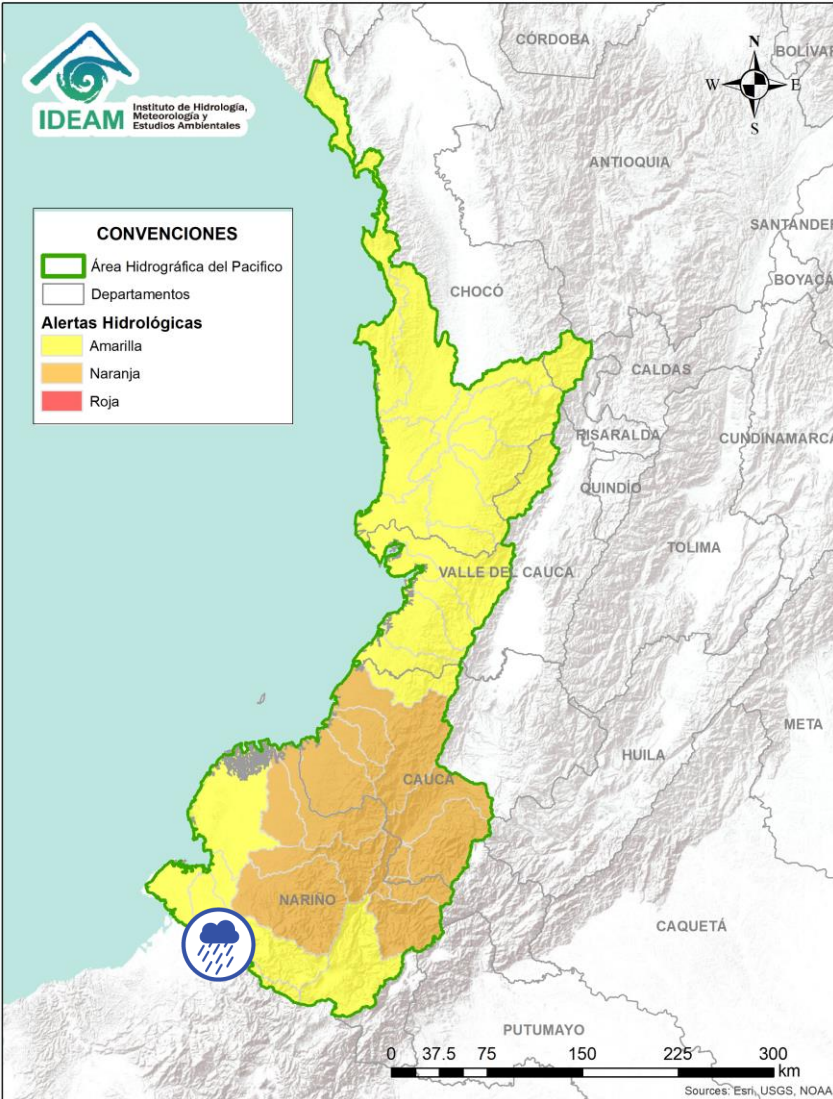 IDEAM
Instituto de Hidrología,
Meteorología y
Estudios Ambientales
CÓRDOBA
BOLÍVAR
N
W
E
S
ANTIOQUIA
SANTANDER
BOYACÁ
CONVENCIONES
Área Hidrográfica del Pacifico
Departamentos
Alertas Hidrológicas
Amarilla
Naranja
Roja
CHOCÓ
CALDAS
RISARALDA
CUNDINAMARCA
QUINDÍO
TOLIMA
VALLE DEL CAUCA
META
HUILA
CAUCA
NARIÑO
CAQUETÁ
PUTUMAYO
0 37.5 75 150 225 300
km
Sources: Esri, USGS, NOAA